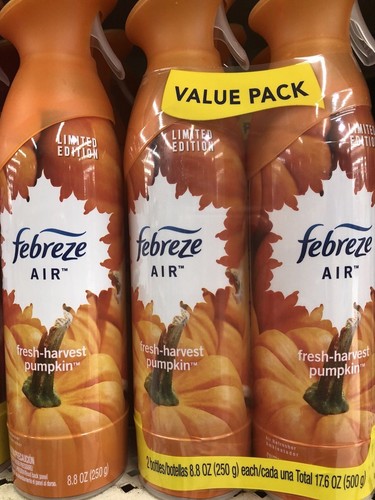 VALUE PACK
LIMITED
EDITION
febreze
AIR™
fresh-harvest
pumpkin™
8.8 OZ (250 g)
LIMITED
EDITION
febreze
AIR™
fresh-harvest
pumpkin™
LIMITED
EDITION
febreze
AIR™
fresh-harvest
pumpkin™
2 bottles/botellas 8.8 OZ (250 g) each/cada una Total 17.6 OZ (500 g)